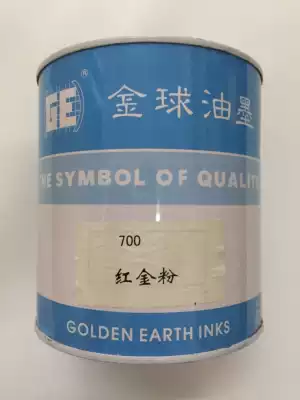 GE ®
金球油墨
THE SYMBOL OF QUALIT
700
红金粉
GOLDEN EARTH INKS